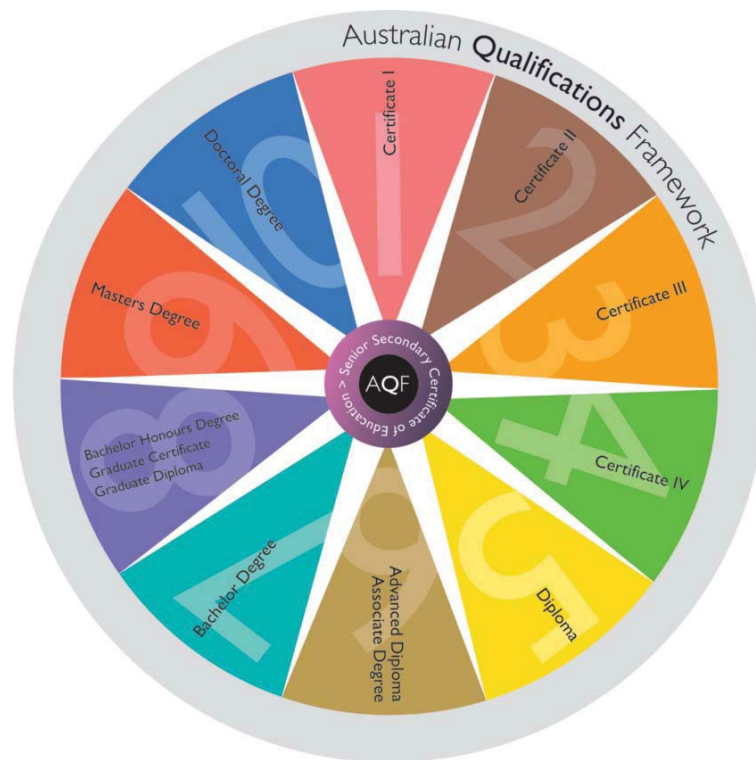 Australian Qualifications Framework
1
Certificate I
2
Certificate II
3
Certificate III
4
Certificate IV
5
Diploma
6
Advanced Diploma
Associate Degree
7
Bachelor Degree
8
Bachelor Honours Degree
Graduate Certificate
Graduate Diploma
9
Masters Degree
10
Doctoral Degree
Senior Secondary Certificate of Education >
AQF